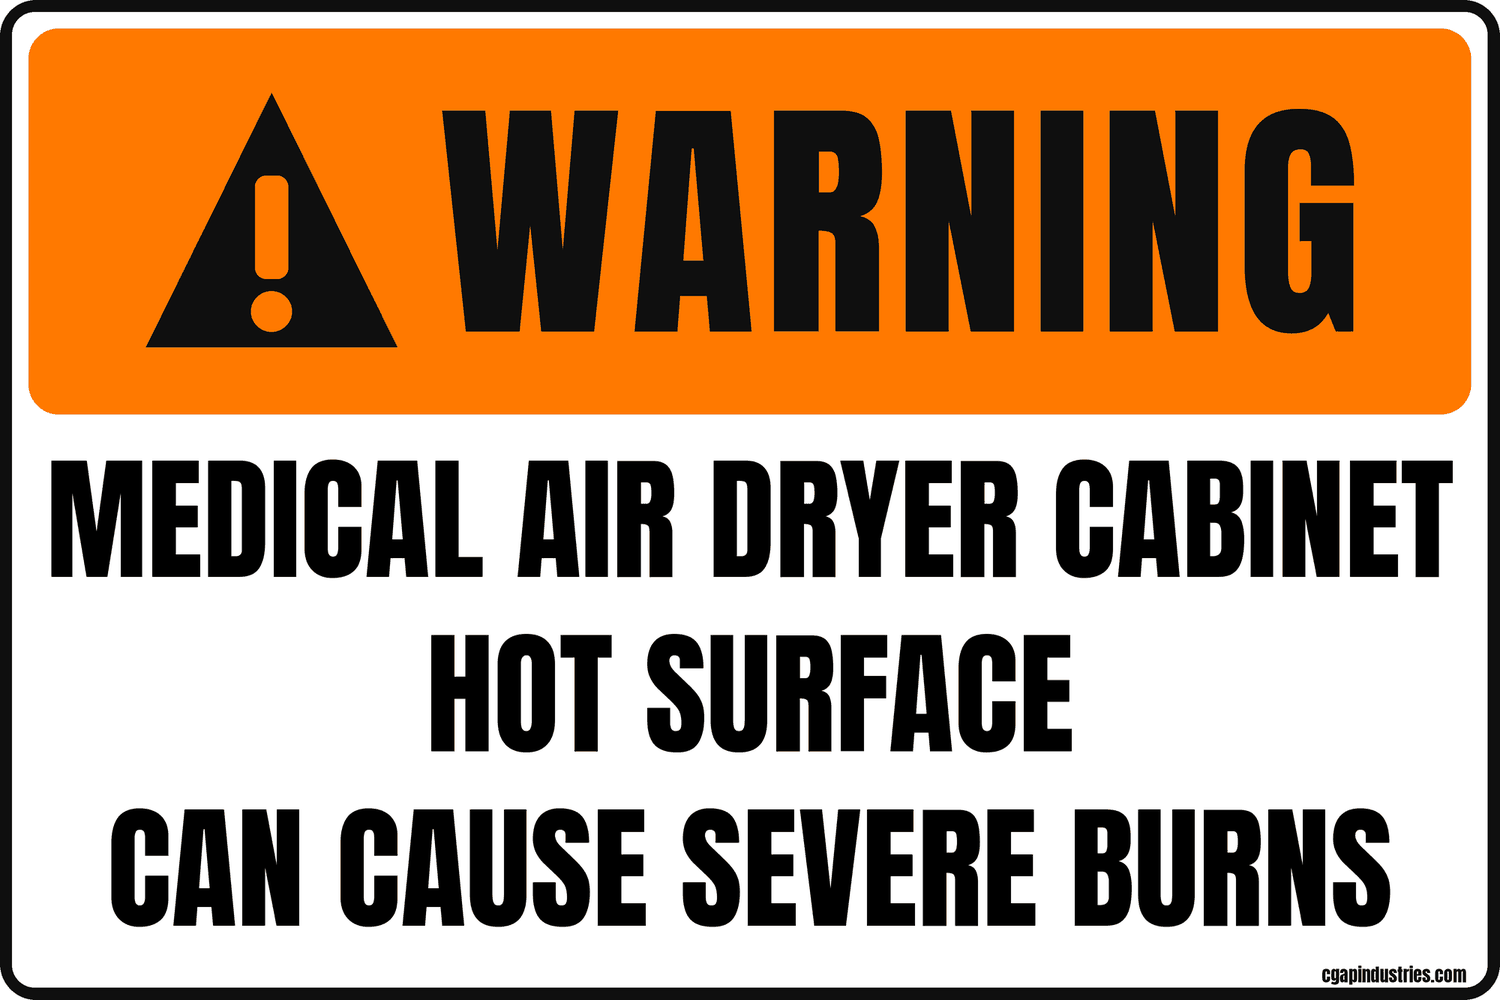 WARNING
MEDICAL AIR DRYER CABINET
HOT SURFACE
CAN CAUSE SEVERE BURNS
cgapindustries.com